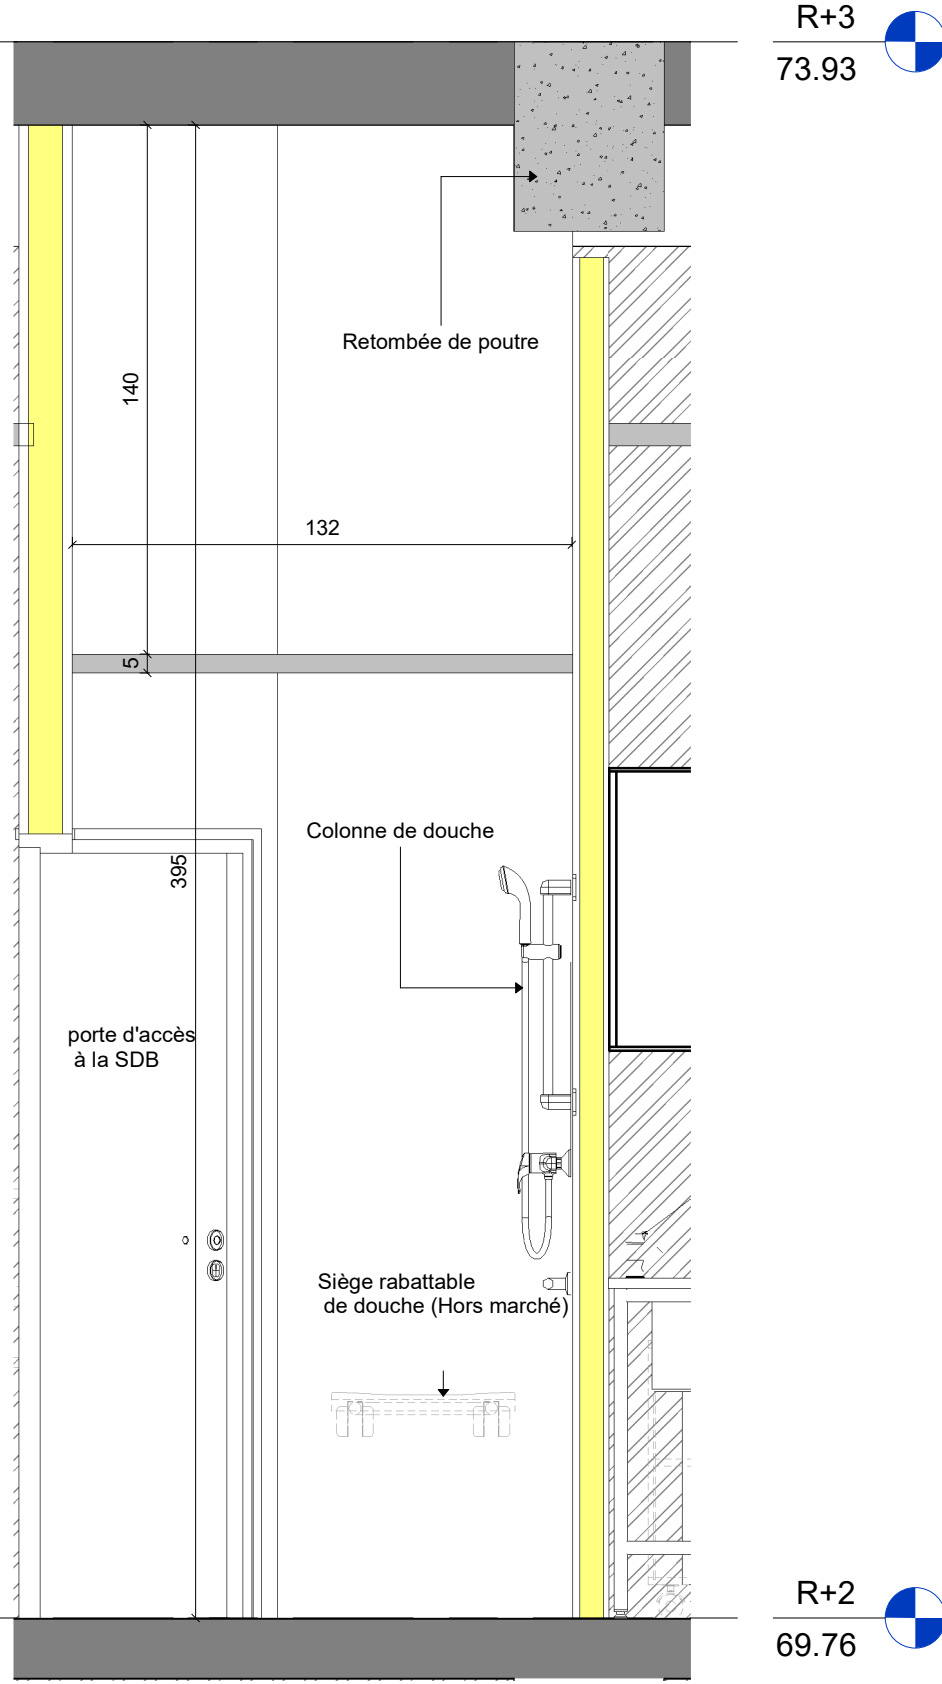 R+3
73.93
Retombée de poutre
140
132
5
Colonne de douche
395
porte d'accès
à la SDB
Siège rabattable
de douche (Hors marché)
R+2
69.76